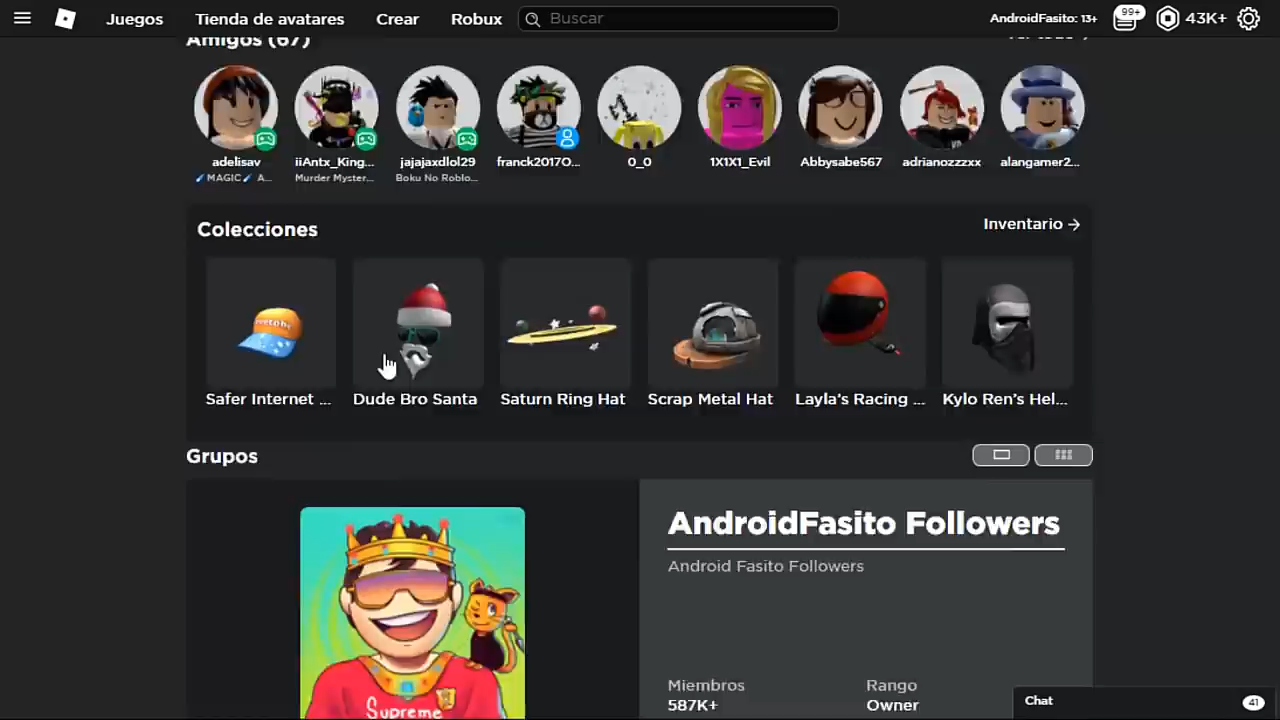 Juegos Tienda de avatares Crear Robux Buscar AndroidFasito: 13+ 99+ 43K+
Amigos (67)
adelisav iiAntx_King... jajajaxdlol29 franck2017O... 0_0 1X1X1_Evil Abbysabe567 adrianozzzxx alangamer2...
MAGIC A... Murder Myster... Boku No Roblo...
Colecciones Inventario →
Safer Internet ... Dude Bro Santa Saturn Ring Hat Scrap Metal Hat Layla's Racing ... Kylo Ren's Hel...
Grupos
AndroidFasito Followers
Android Fasito Followers
Miembros Rango
587K+ Owner
Supreme
Chat 41